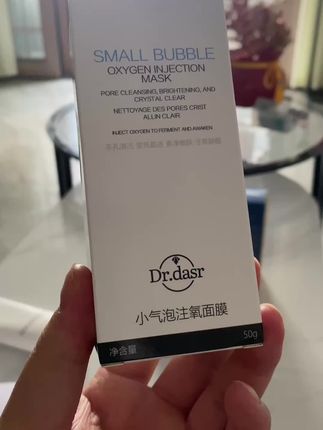 SMALL BUBBLE
OXYGEN INJECTION
MASK
PORE CLEANSING, BRIGHTENING, AND
CRYSTAL CLEAR
NETTOYAGE DES PORES CRIST
ALLIN CLAIR
INJECT OXYGEN TO FERMENT AND AWAKEN
Dr.dasr
小气泡注氧面膜
净含量
50g